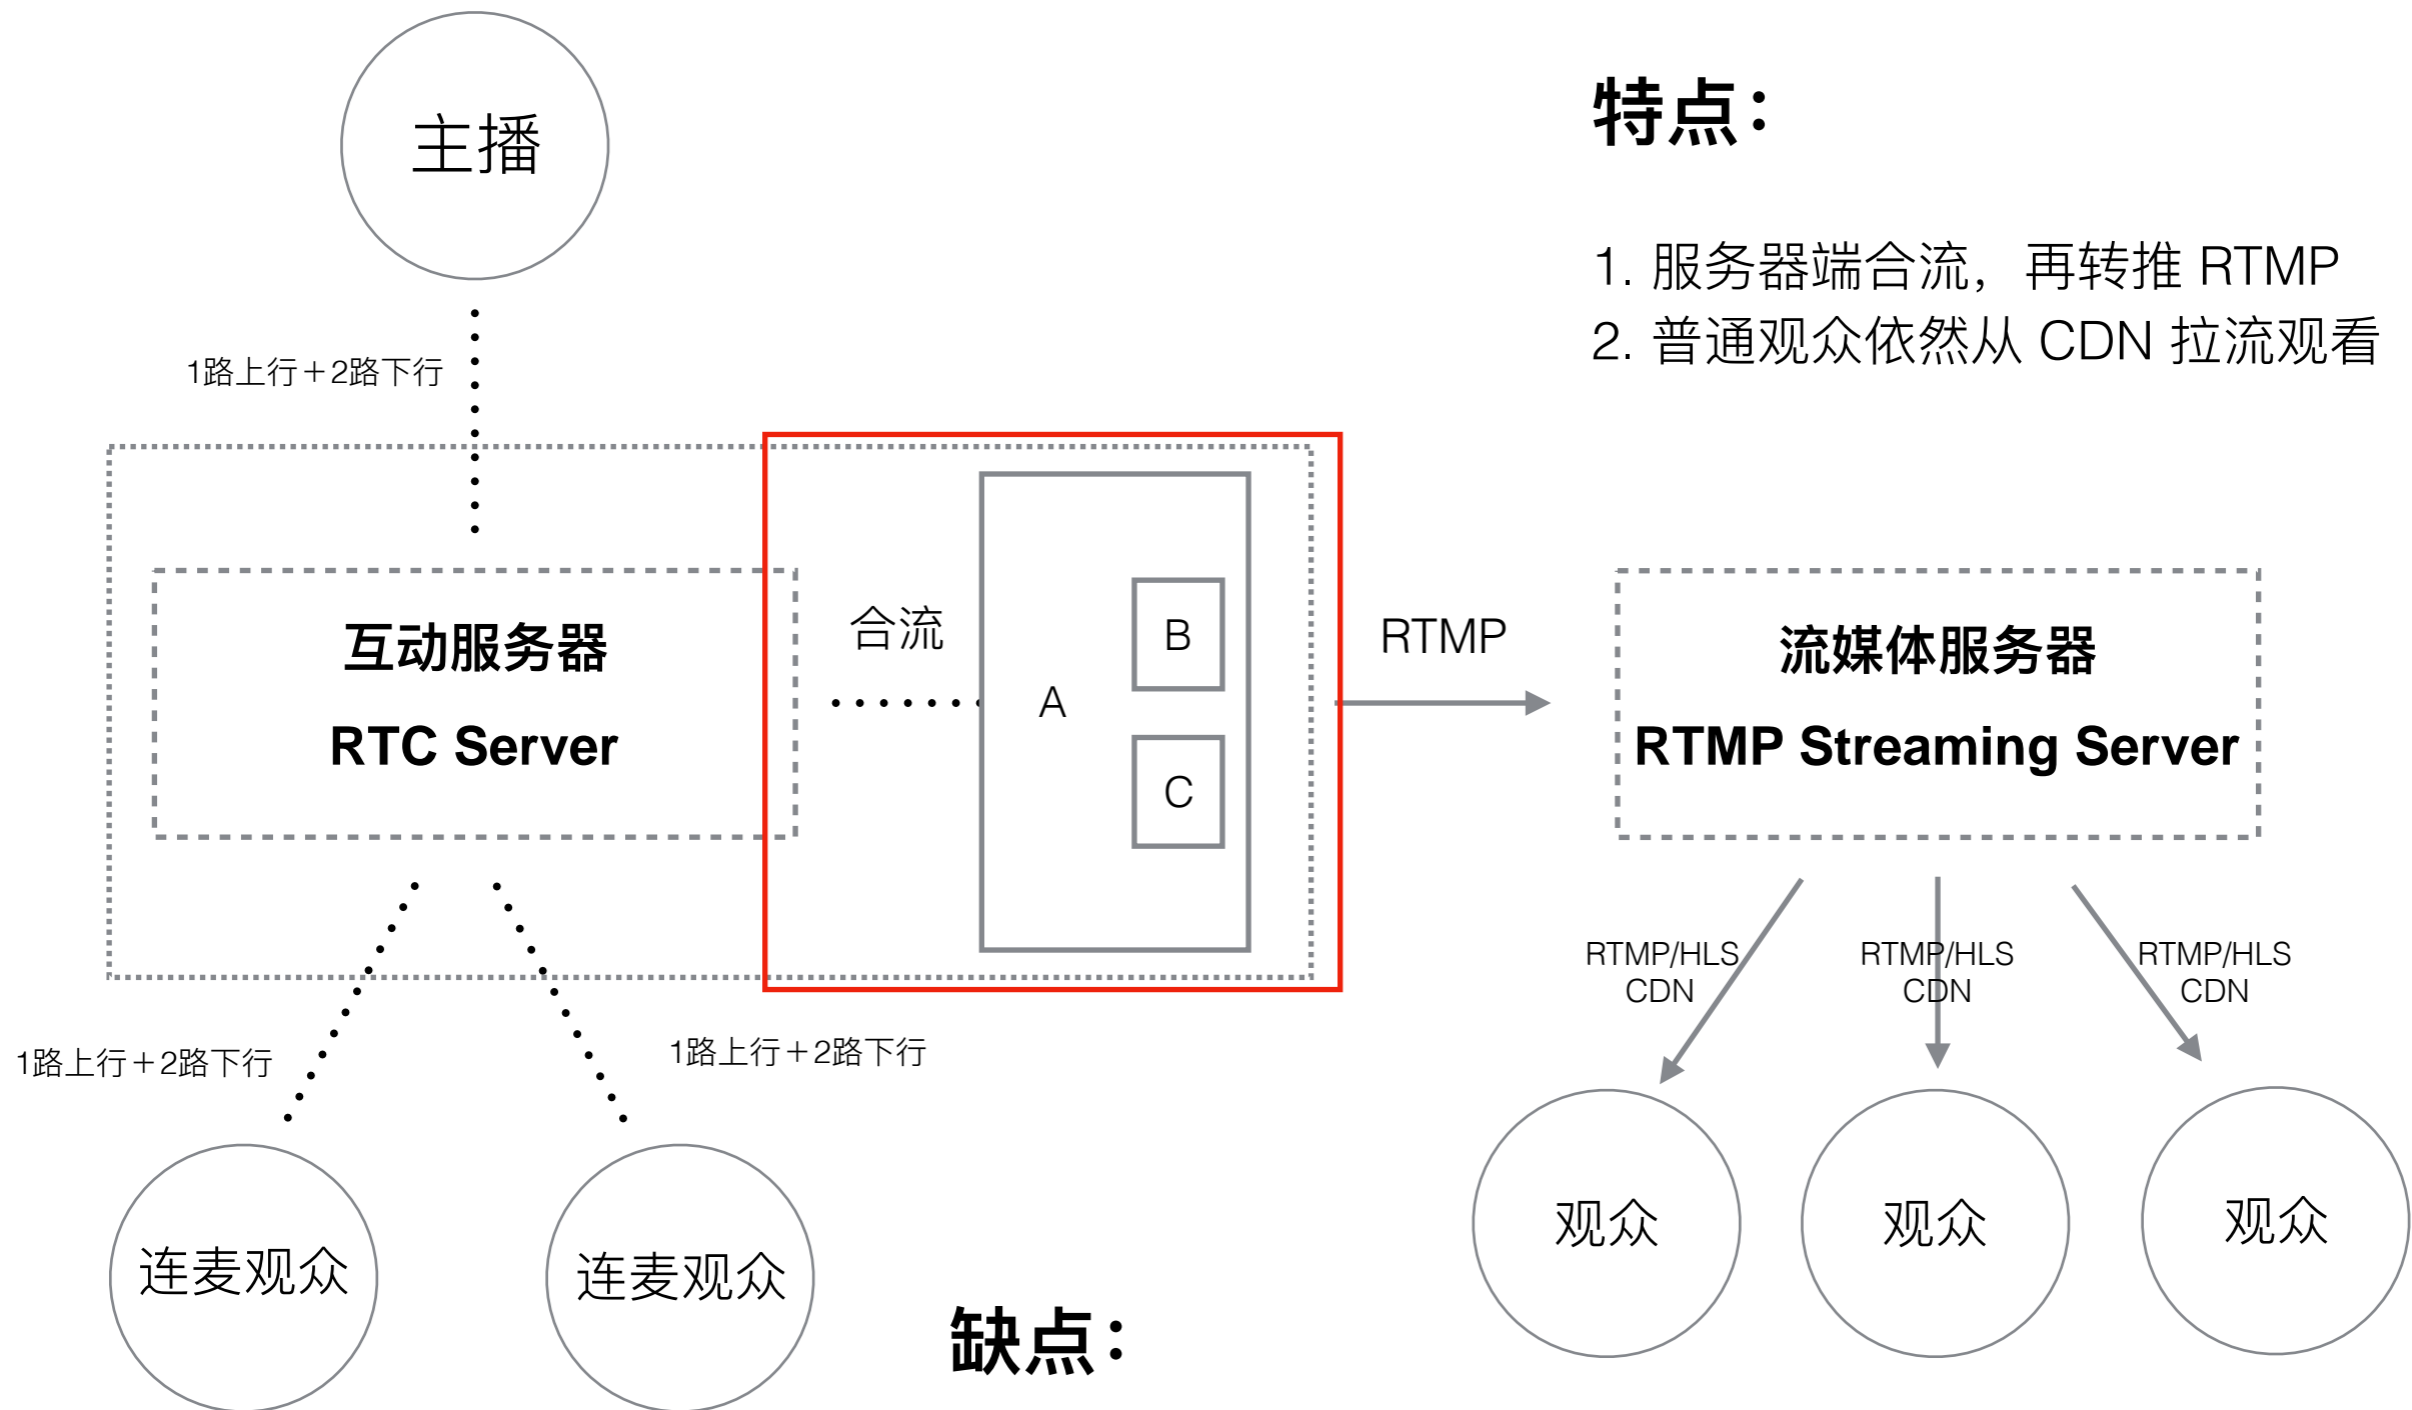 主播
特点：
1. 服务器端合流，再转推 RTMP
2. 普通观众依然从 CDN 拉流观看
1路上行＋2路下行
互动服务器
RTC Server
合流
A
B
C
RTMP
流媒体服务器
RTMP Streaming Server
RTMP/HLS
CDN
RTMP/HLS
CDN
RTMP/HLS
CDN
1路上行＋2路下行
1路上行＋2路下行
连麦观众
连麦观众
观众
观众
观众
缺点：